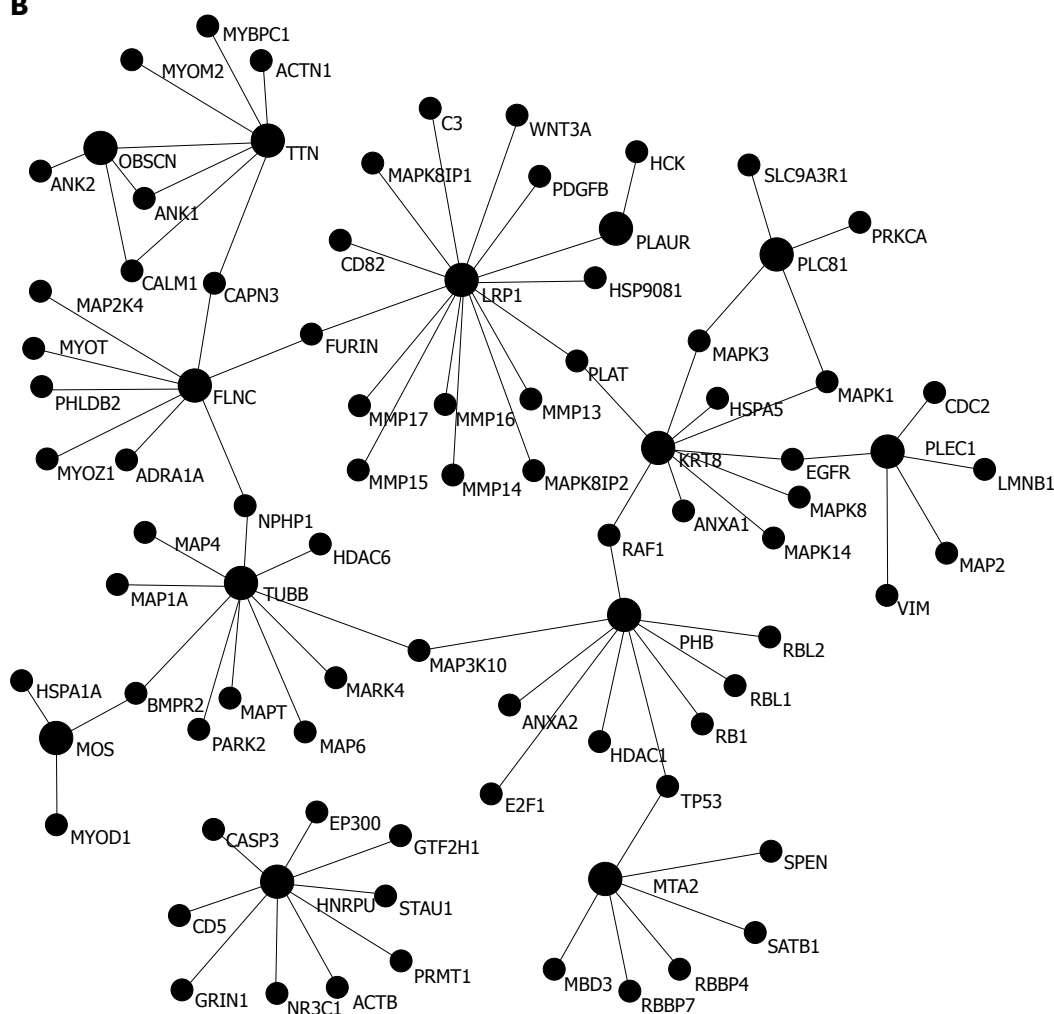 B
MYBPC1
MYOM2
ACTN1
OBSCN
TTN
ANK2
ANK1
CALM1
CAPN3
C3
WNT3A
MAPK8IP1
PDGFB
HCK
PLAUR
CD82
LRP1
HSP9081
SLC9A3R1
PRKCA
PLC81
MAP2K4
MYOT
FURIN
PHLDB2
FLNC
MYOZ1
ADRA1A
PLAT
MAPK3
MMP17
MMP16
MMP13
HSPA5
MAPK1
CDC2
PLEC1
MMP15
MMP14
MAPK8IP2
KRT8
EGFR
LMNB1
MAPK8
ANXA1
MAPK14
MAP2
VIM
NPHP1
MAP4
HDAC6
RAF1
MAP1A
TUBB
PHB
RBL2
MAP3K10
HSPA1A
BMPR2
MAPT
MARK4
RBL1
ANXA2
RB1
MOS
PARK2
MAP6
HDAC1
E2F1
TP53
MYOD1
CASP3
EP300
GTF2H1
SPEN
HNRPU
STAU1
MTA2
CD5
SATB1
PRMT1
GRIN1
NR3C1
ACTB
MBD3
RBBP7
RBBP4